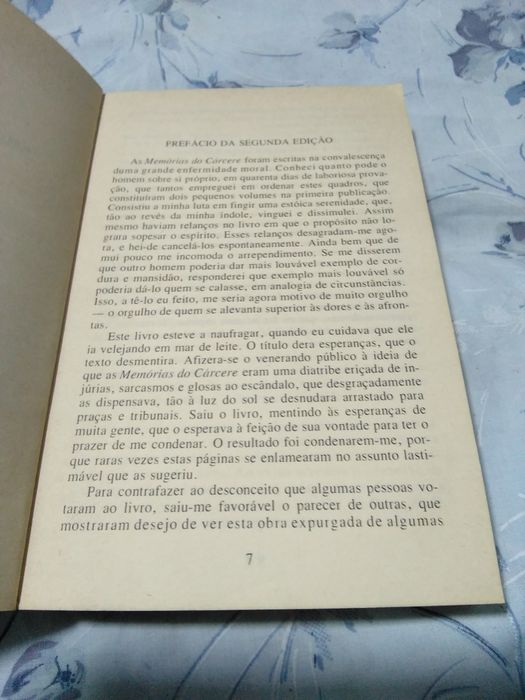 PREFÁCIO DA SEGUNDA EDIÇÃO
As Memórias do Cárcere foram escritas na convalescença
duma grande enfermidade moral. Conheci quanto pode o
homem sobre si próprio, em quarenta dias de laboriosa prova-
ção, que tantos empreguei em ordenar estes quadros, que
constituíram dois pequenos volumes na primeira publicação.
Consistiu a minha luta em fingir uma estóica serenidade, que,
tão ao revés da minha índole, vinguei e dissimulei. Assim
mesmo haviam relanços no livro em que o propósito não lo-
grara sopesar o espírito. Esses relanços desagradam-me ago-
ra, e hei-de cancelá-los espontaneamente. Ainda bem que de
mui pouco me incomoda o arrependimento. Se me disserem
que outro homem poderia dar mais louvável exemplo de cor-
dura e mansidão, responderei que exemplo mais louvável só
poderia dá-lo quem se calasse, em analogia de circunstâncias.
Isso, a tê-lo eu feito, me seria agora motivo de muito orgulho
— o orgulho de quem se alevanta superior às dores e às afron-
tas.
Este livro esteve a naufragar, quando eu cuidava que ele
ia velejando em mar de leite. O título dera esperanças, que o
texto desmentira. Afizera-se o venerando público à ideia de
que as Memórias do Cárcere eram uma diatribe eriçada de in-
júrias, sarcasmos e glosas ao escândalo, que desgraçadamente
as dispensava, tão à luz do sol se desnudara arrastado para
praças e tribunais. Saiu o livro, mentindo às esperanças de
muita gente, que o esperava à feição de sua vontade para ter o
prazer de me condenar. O resultado foi condenarem-me, por-
que raras vezes estas páginas se enlamearam no assunto lasti-
mável que as sugeriu.
Para contrafazer ao desconceito que algumas pessoas vo-
taram ao livro, saiu-me favorável o parecer de outras, que
mostraram desejo de ver esta obra expurgada de algumas
7